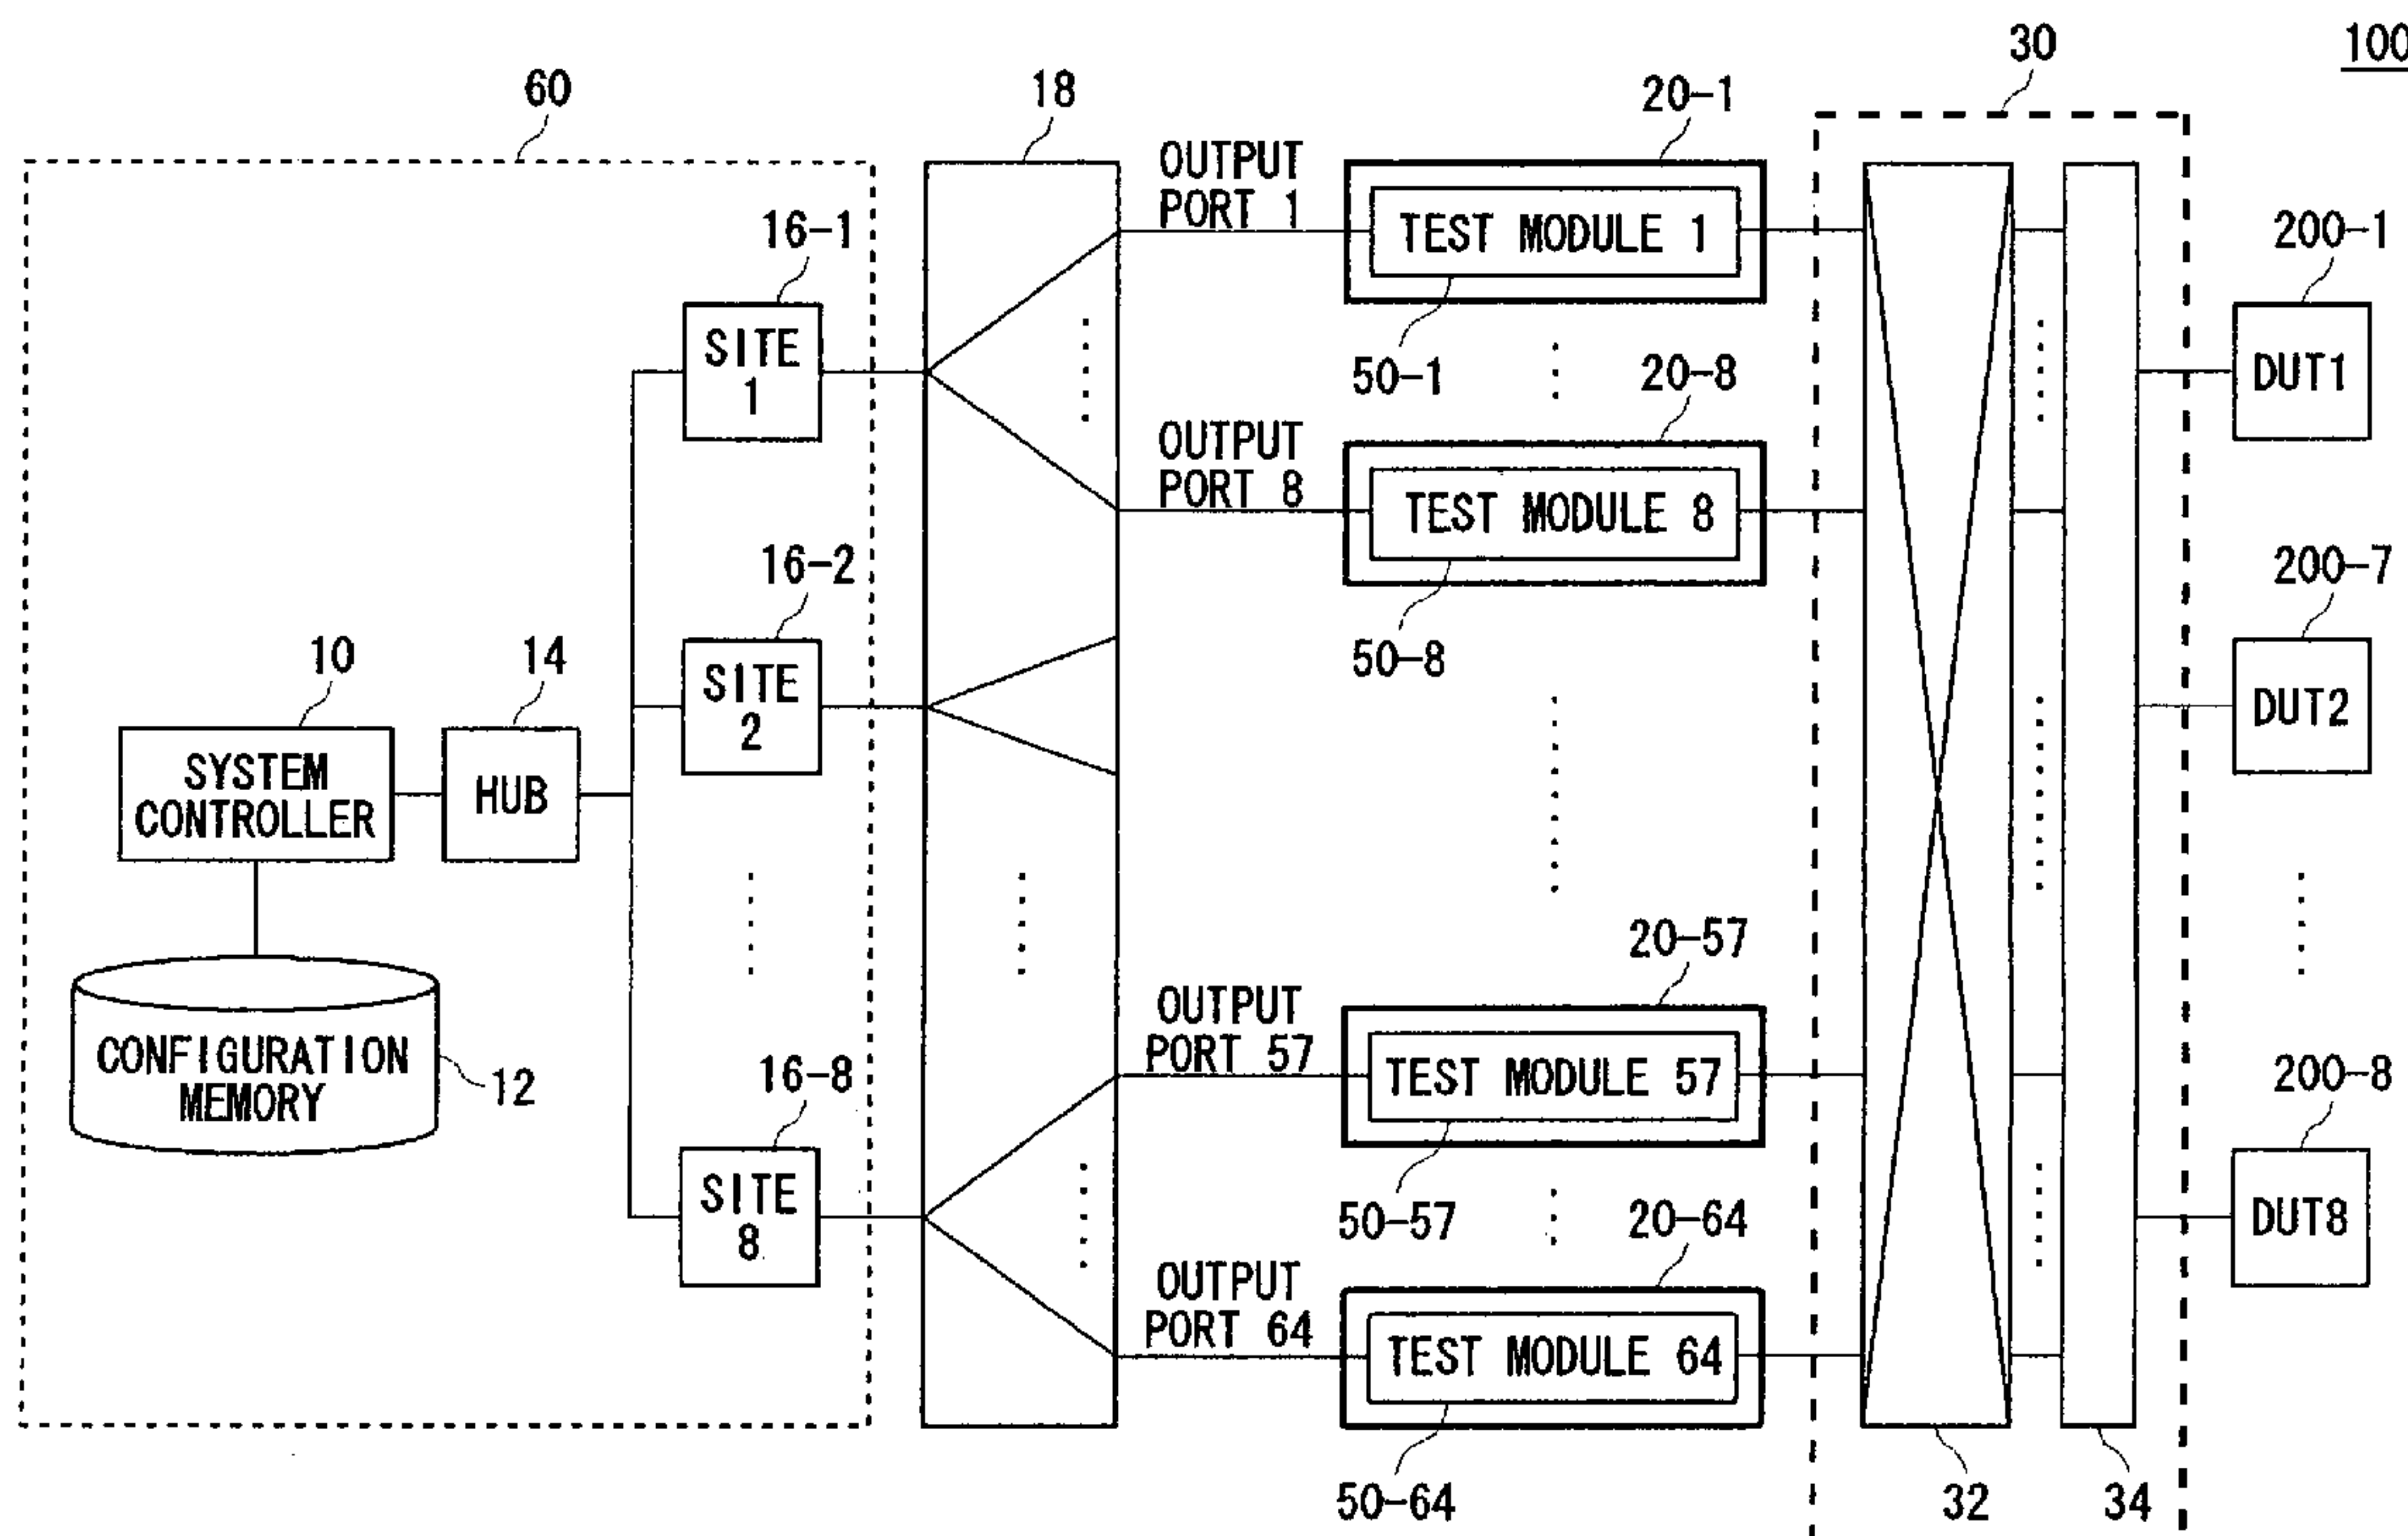 100
30
60
18
20-1
OUTPUT
PORT 1
TEST MODULE 1
50-1
16-1
SITE
1
200-1
DUT1
20-8
OUTPUT
PORT 8
TEST MODULE 8
50-8
16-2
SITE
2
200-7
DUT2
10
SYSTEM
CONTROLLER
14
HUB
CONFIGURATION
MEMORY
12
20-57
OUTPUT
PORT 57
TEST MODULE 57
50-57
16-8
SITE
8
200-8
DUT8
20-64
OUTPUT
PORT 64
TEST MODULE 64
50-64
32
34